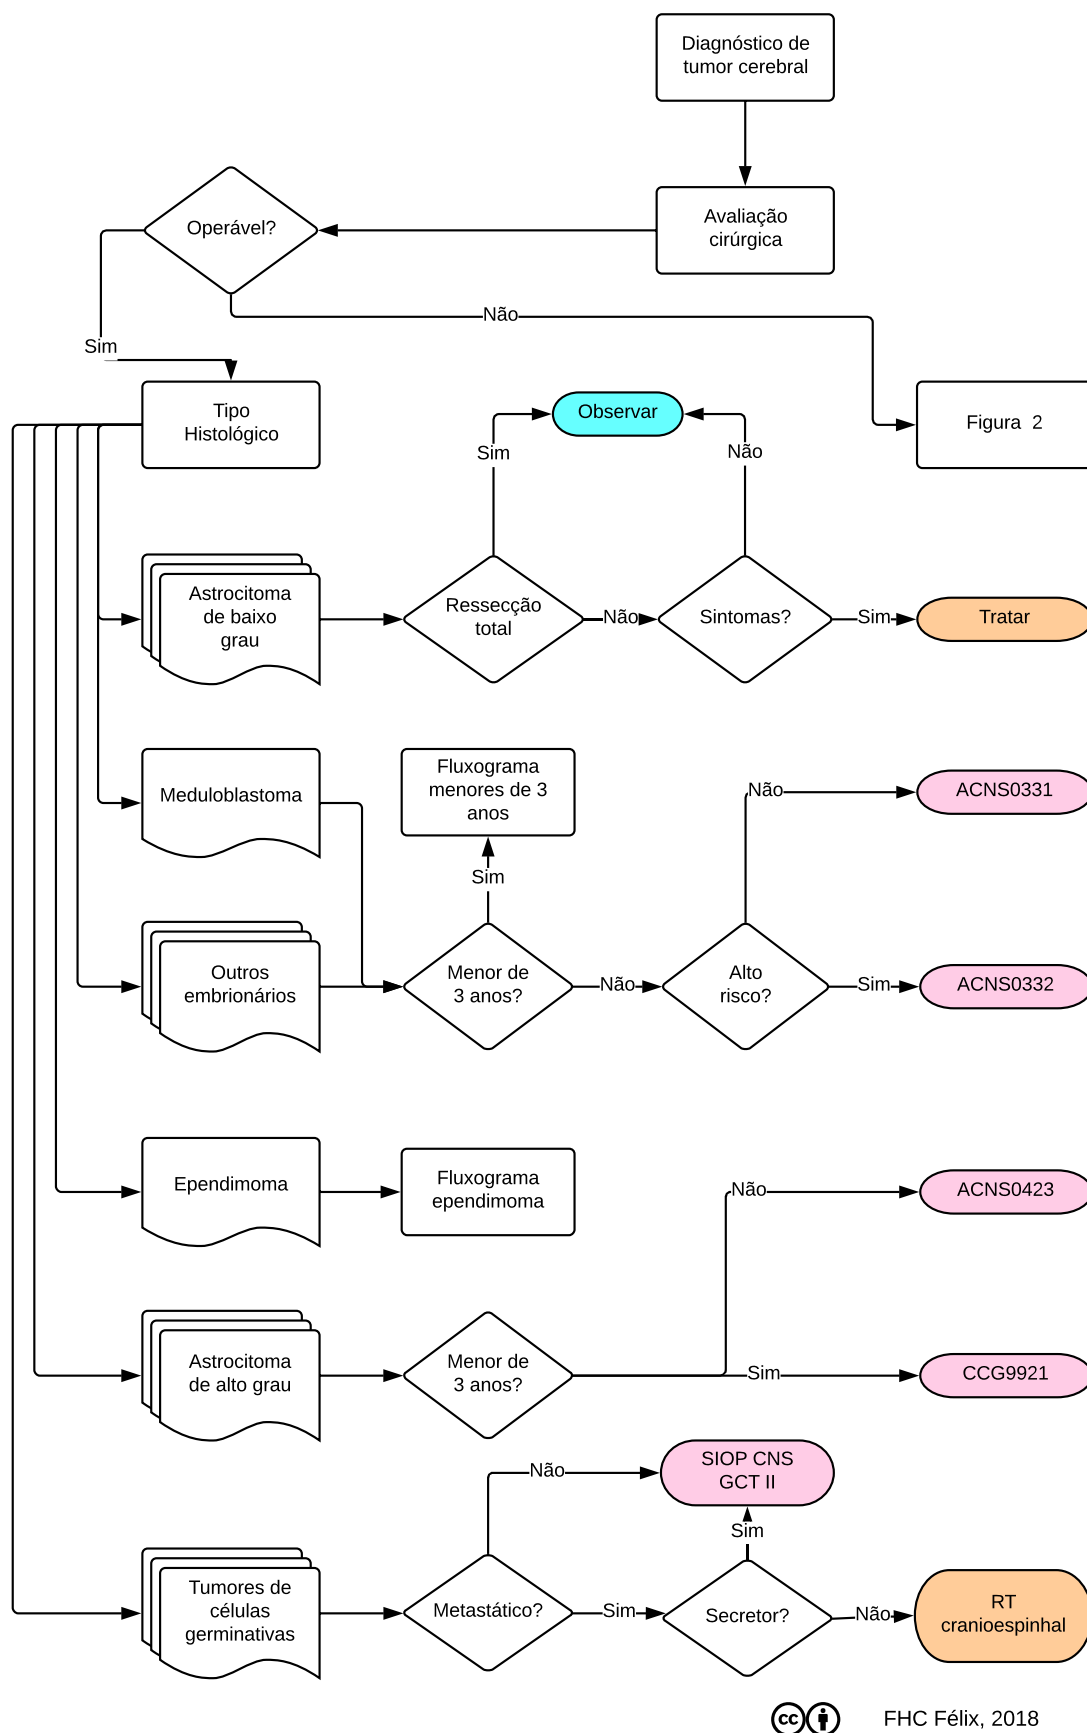 Diagnóstico de
tumor cerebral
Avaliação
cirúrgica
Operável?
Não
Sim
Tipo
Histológico
Observar
Figura 2
Sim
Não
Astrocitoma
de baixo
grau
Ressecção
total
Não
Sintomas?
Sim
Tratar
Meduloblastoma
Fluxograma
menores de 3
anos
Não
ACNS0331
Sim
Outros
embrionários
Menor de
3 anos?
Não
Alto
risco?
Sim
ACNS0332
Ependimoma
Fluxograma
ependimoma
Não
ACNS0423
Astrocitoma
de alto grau
Menor de
3 anos?
Sim
CCG9921
Não
SIOP CNS
GCT II
Sim
Tumores de
células
germinativas
Metastático?
Sim
Secretor?
Não
RT
cranioespinhal
cc
FHC Félix, 2018